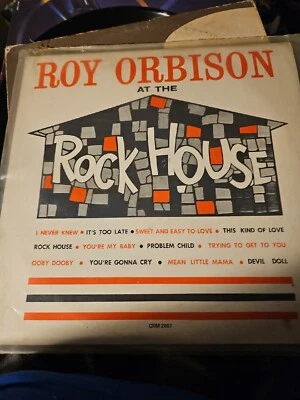 ROY ORBISON
AT THE
ROCK HOUSE
I NEVER KNEW • IT'S TOO LATE • SWEET AND EASY TO LOVE • THIS KIND OF LOVE
ROCK HOUSE • YOU'RE MY BABY • PROBLEM CHILD • TRYING TO GET TO YOU
OOBY DOOBY • YOU'RE GONNA CRY • MEAN LITTLE MAMA • DEVIL DOLL